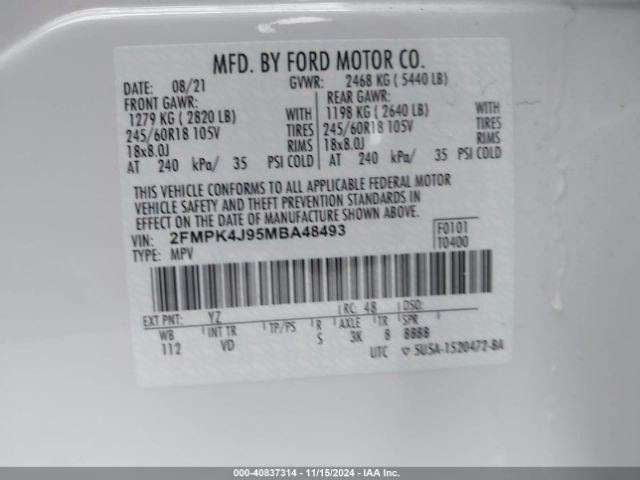 MFD. BY FORD MOTOR CO.
DATE: 08/21 GVWR: 2468 KG ( 5440 LB)
FRONT GAWR: REAR GAWR:
1279 KG ( 2820 LB) WITH 1198 KG ( 2640 LB) WITH
245/60R18 105V TIRES 245/60R18 105V TIRES
18x8.0J RIMS 18x8.0J RIMS
AT 240 kPa/ 35 PSI COLD AT 240 kPa/ 35 PSI COLD
THIS VEHICLE CONFORMS TO ALL APPLICABLE FEDERAL MOTOR
VEHICLE SAFETY AND THEFT PREVENTION STANDARDS IN
EFFECT ON THE DATE OF MANUFACTURE SHOWN ABOVE.
VIN: 2FMPK4J95MBA48493 F0101
TYPE: MPV T0400
EXT PNT: YZ RC: 48 DSO:
WB INT TR TP/PS R AXLE TR SPR
112 VD S 3K 8 8888
UTC 5U5A-1520472-BA
000-40837314 - 11/15/2024 - IAA Inc.